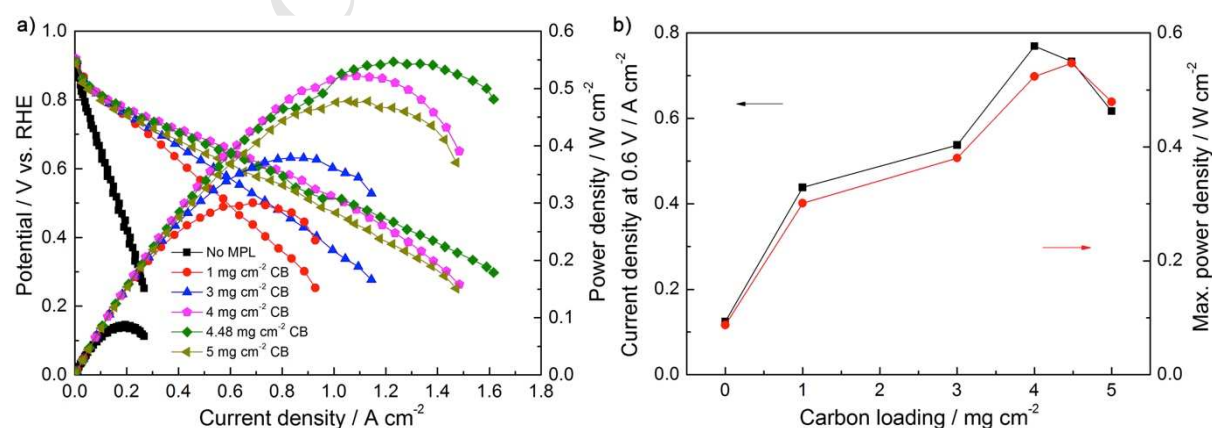 a)
1.0
0.8
0.6
0.4
0.2
0.0
Potential / V vs. RHE
No MPL
1 mg cm⁻² CB
3 mg cm⁻² CB
4 mg cm⁻² CB
4.48 mg cm⁻² CB
5 mg cm⁻² CB
0.0 0.2 0.4 0.6 0.8 1.0 1.2 1.4 1.6 1.8
Current density / A cm⁻²
0.6
0.5
0.4
0.3
0.2
0.1
0.0
Power density / W cm⁻²
b)
0.8
0.6
0.4
0.2
0.0
Current density at 0.6 V / A cm⁻²
0 1 2 3 4 5
Carbon loading / mg cm⁻²
0.6
0.4
0.2
0.0
Max. power density / W cm⁻²